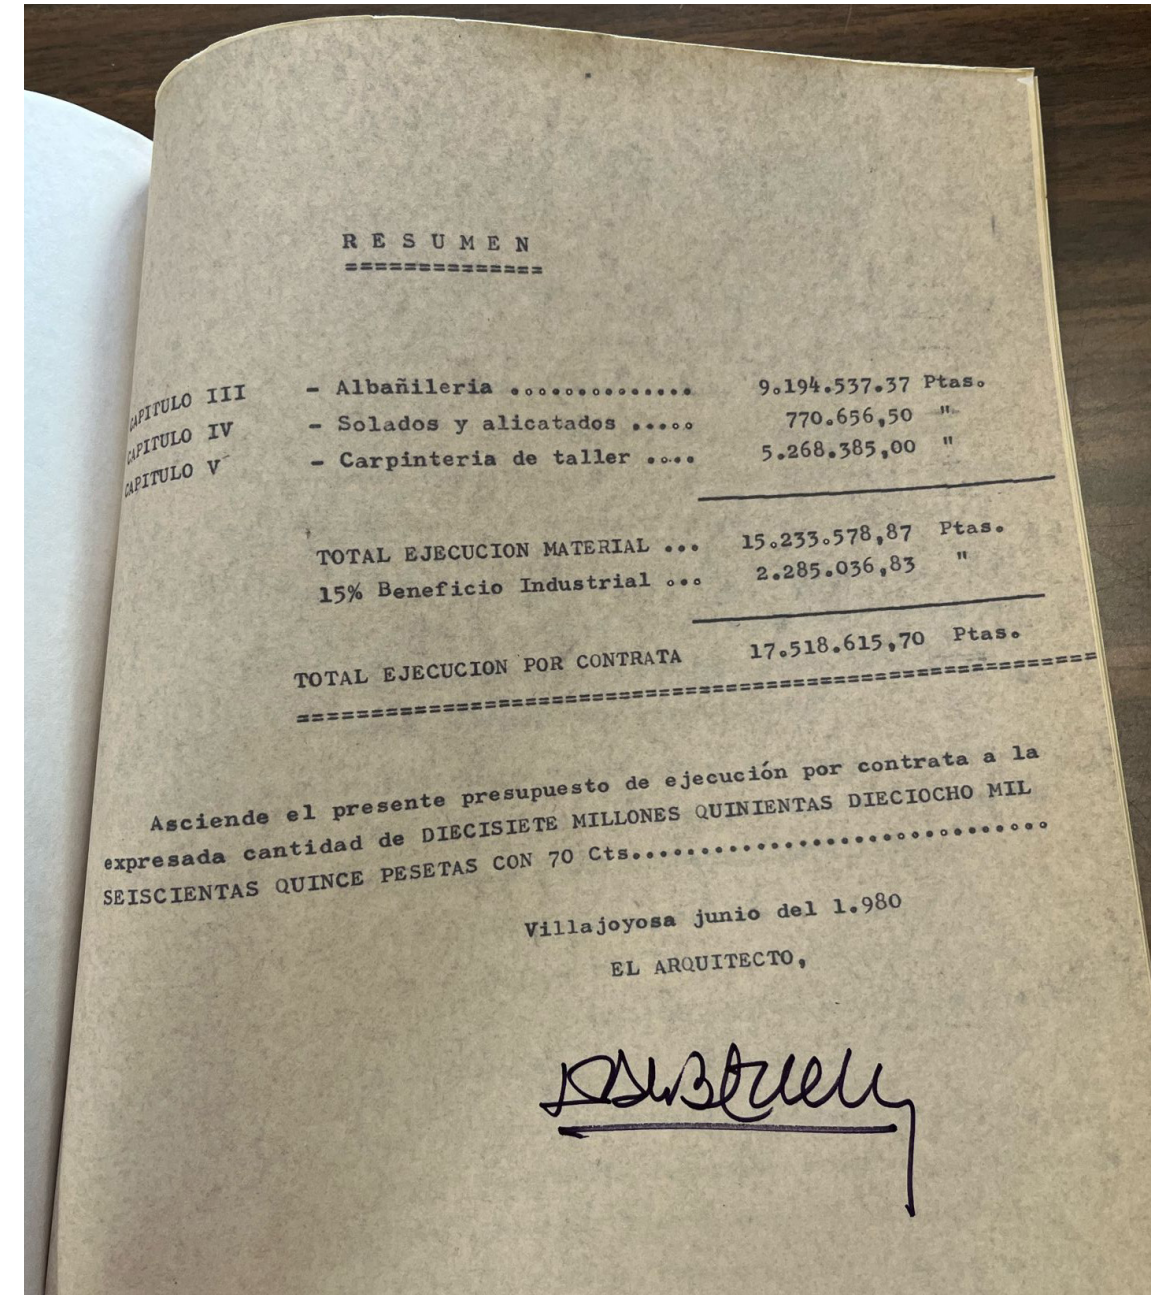 R E S U M E N
==============
CAPITULO III - Albañileria .............. 9.194.537.37 Ptas.
CAPITULO IV - Solados y alicatados ..... 770.656,50 "
CAPITULO V - Carpinteria de taller .... 5.268.385,00 "
TOTAL EJECUCION MATERIAL ... 15.233.578,87 Ptas.
15% Beneficio Industrial ... 2.285.036,83 "
TOTAL EJECUCION POR CONTRATA 17.518.615,70 Ptas.
======================================================
Asciende el presente presupuesto de ejecución por contrata a la
expresada cantidad de DIECISIETE MILLONES QUINIENTAS DIECIOCHO MIL
SEISCIENTAS QUINCE PESETAS CON 70 Cts...............................
Villajoyosa junio del 1.980
EL ARQUITECTO,